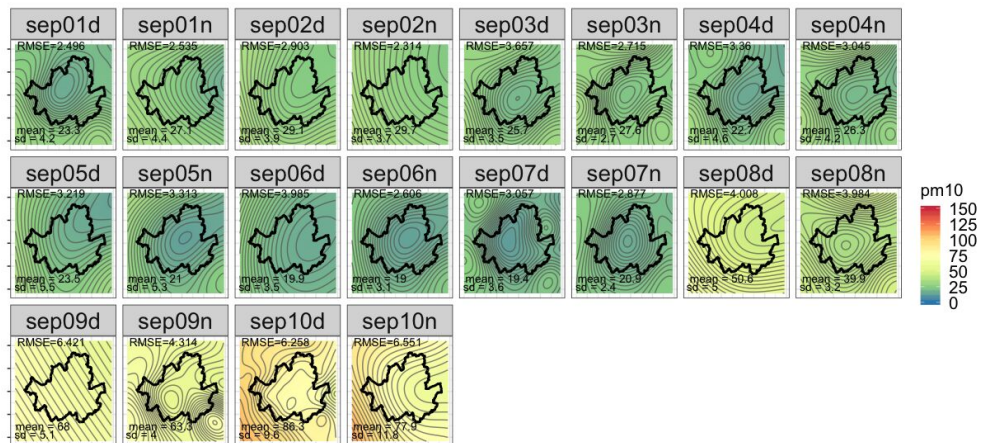 sep01d sep01n sep02d sep02n sep03d sep03n sep04d sep04n
RMSE=2.496 RMSE=2.535 RMSE=2.903 RMSE=2.314 RMSE=3.657 RMSE=2.715 RMSE=3.36 RMSE=3.045
mean = 23.3 mean = 27.1 mean = 29.1 mean = 29.7 mean = 25.7 mean = 27.6 mean = 22.7 mean = 26.3
sd = 4.2 sd = 4.4 sd = 3.9 sd = 3.7 sd = 3.5 sd = 2.7 sd = 4.6 sd = 4.2
sep05d sep05n sep06d sep06n sep07d sep07n sep08d sep08n
RMSE=3.219 RMSE=3.313 RMSE=3.985 RMSE=2.606 RMSE=3.057 RMSE=2.877 RMSE=4.008 RMSE=3.984
mean = 23.5 mean = 21 mean = 19.9 mean = 19 mean = 19.4 mean = 20.9 mean = 50.6 mean = 39.9
sd = 5.5 sd = 5.3 sd = 3.5 sd = 3.1 sd = 3.6 sd = 2.4 sd = 5 sd = 3.2
pm10
150
125
100
75
50
25
0
sep09d sep09n sep10d sep10n
RMSE=6.421 RMSE=4.314 RMSE=6.258 RMSE=6.551
mean = 68 mean = 63.3 mean = 86.3 mean = 77.9
sd = 5.1 sd = 4 sd = 9.6 sd = 11.8